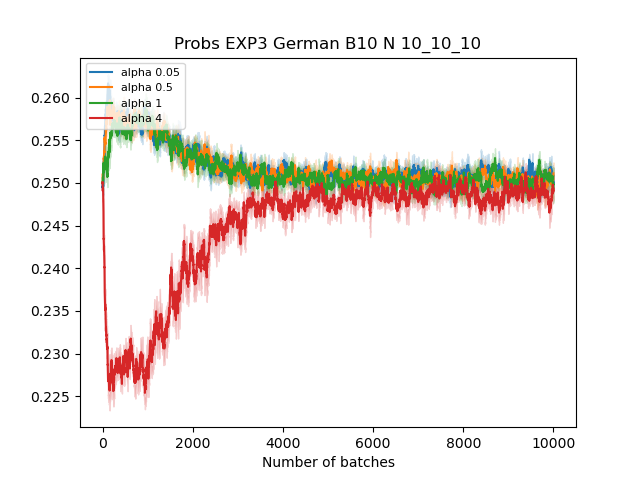 Probs EXP3 German B10 N 10_10_10
alpha 0.05
alpha 0.5
alpha 1
alpha 4
0.260
0.255
0.250
0.245
0.240
0.235
0.230
0.225
0 2000 4000 6000 8000 10000
Number of batches